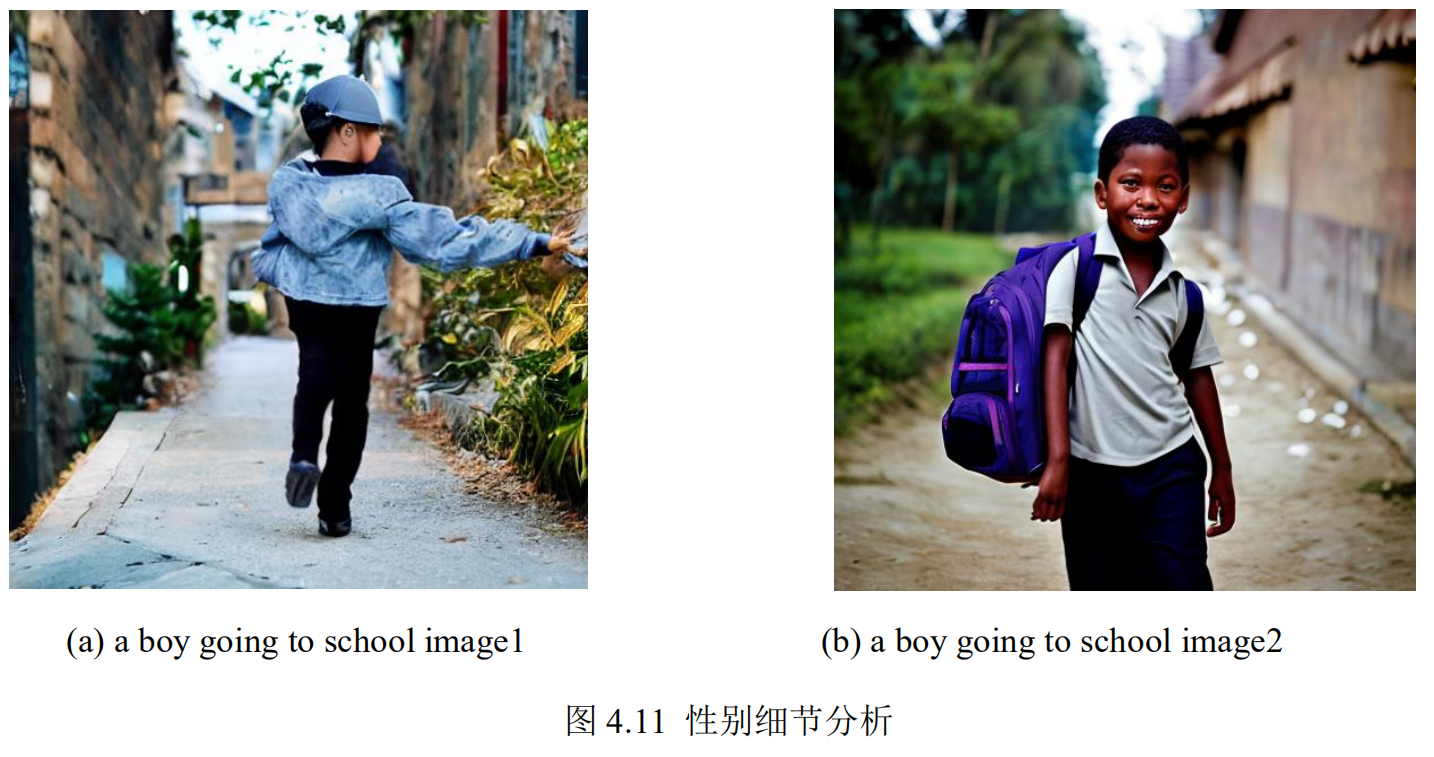 (a) a boy going to school image1
(b) a boy going to school image2
图 4.11 性别细节分析